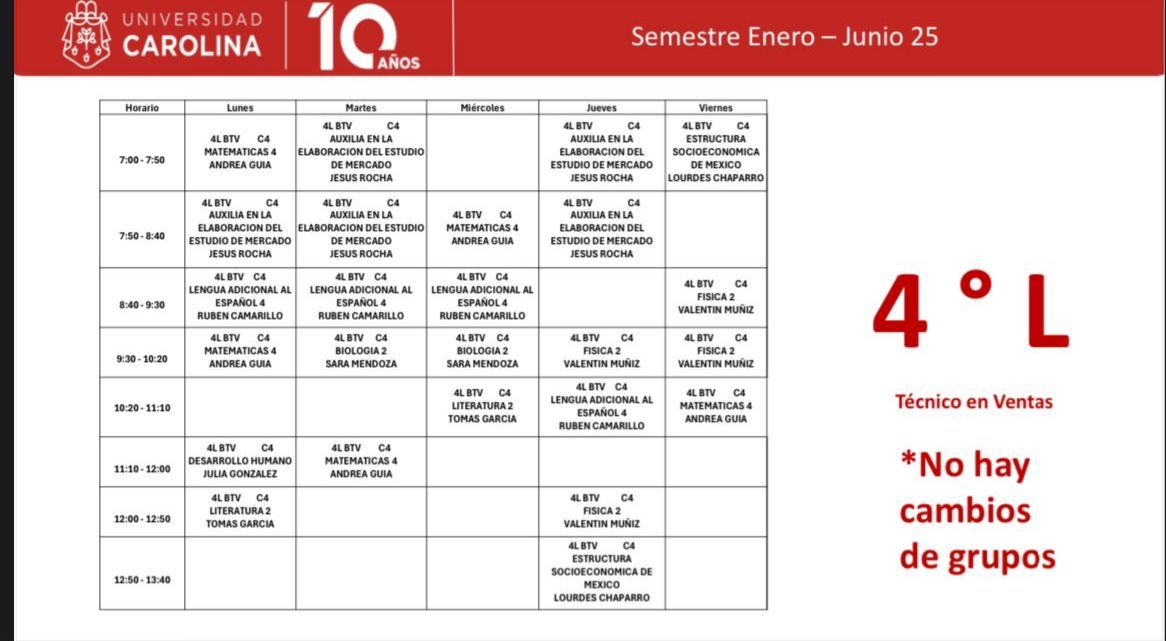 UNIVERSIDAD
CAROLINA
10
AÑOS
Semestre Enero – Junio 25
Horario Lunes Martes Miércoles Jueves Viernes
7:00 - 7:50
4L BTV C4
MATEMATICAS 4
ANDREA GUIA
4L BTV C4
AUXILIA EN LA
ELABORACION DEL ESTUDIO
DE MERCADO
JESUS ROCHA
4L BTV C4
AUXILIA EN LA
ELABORACION DEL
ESTUDIO DE MERCADO
JESUS ROCHA
4L BTV C4
ESTRUCTURA
SOCIOECONOMICA
DE MEXICO
LOURDES CHAPARRO
7:50 - 8:40
4L BTV C4
AUXILIA EN LA
ELABORACION DEL
ESTUDIO DE MERCADO
JESUS ROCHA
4L BTV C4
AUXILIA EN LA
ELABORACION DEL ESTUDIO
DE MERCADO
JESUS ROCHA
4L BTV C4
MATEMATICAS 4
ANDREA GUIA
4L BTV C4
AUXILIA EN LA
ELABORACION DEL
ESTUDIO DE MERCADO
JESUS ROCHA
8:40 - 9:30
4L BTV C4
LENGUA ADICIONAL AL
ESPAÑOL 4
RUBEN CAMARILLO
4L BTV C4
LENGUA ADICIONAL AL
ESPAÑOL 4
RUBEN CAMARILLO
4L BTV C4
LENGUA ADICIONAL AL
ESPAÑOL 4
RUBEN CAMARILLO
4L BTV C4
FISICA 2
VALENTIN MUÑIZ
9:30 - 10:20
4L BTV C4
MATEMATICAS 4
ANDREA GUIA
4L BTV C4
BIOLOGIA 2
SARA MENDOZA
4L BTV C4
BIOLOGIA 2
SARA MENDOZA
4L BTV C4
FISICA 2
VALENTIN MUÑIZ
4L BTV C4
FISICA 2
VALENTIN MUÑIZ
10:20 - 11:10
4L BTV C4
LITERATURA 2
TOMAS GARCIA
4L BTV C4
LENGUA ADICIONAL AL
ESPAÑOL 4
RUBEN CAMARILLO
4L BTV C4
MATEMATICAS 4
ANDREA GUIA
11:10 - 12:00
4L BTV C4
DESARROLLO HUMANO
JULIA GONZALEZ
4L BTV C4
MATEMATICAS 4
ANDREA GUIA
12:00 - 12:50
4L BTV C4
LITERATURA 2
TOMAS GARCIA
4L BTV C4
FISICA 2
VALENTIN MUÑIZ
12:50 - 13:40
4L BTV C4
ESTRUCTURA
SOCIOECONOMICA DE
MEXICO
LOURDES CHAPARRO
4 ° L
Técnico en Ventas
*No hay
cambios
de grupos